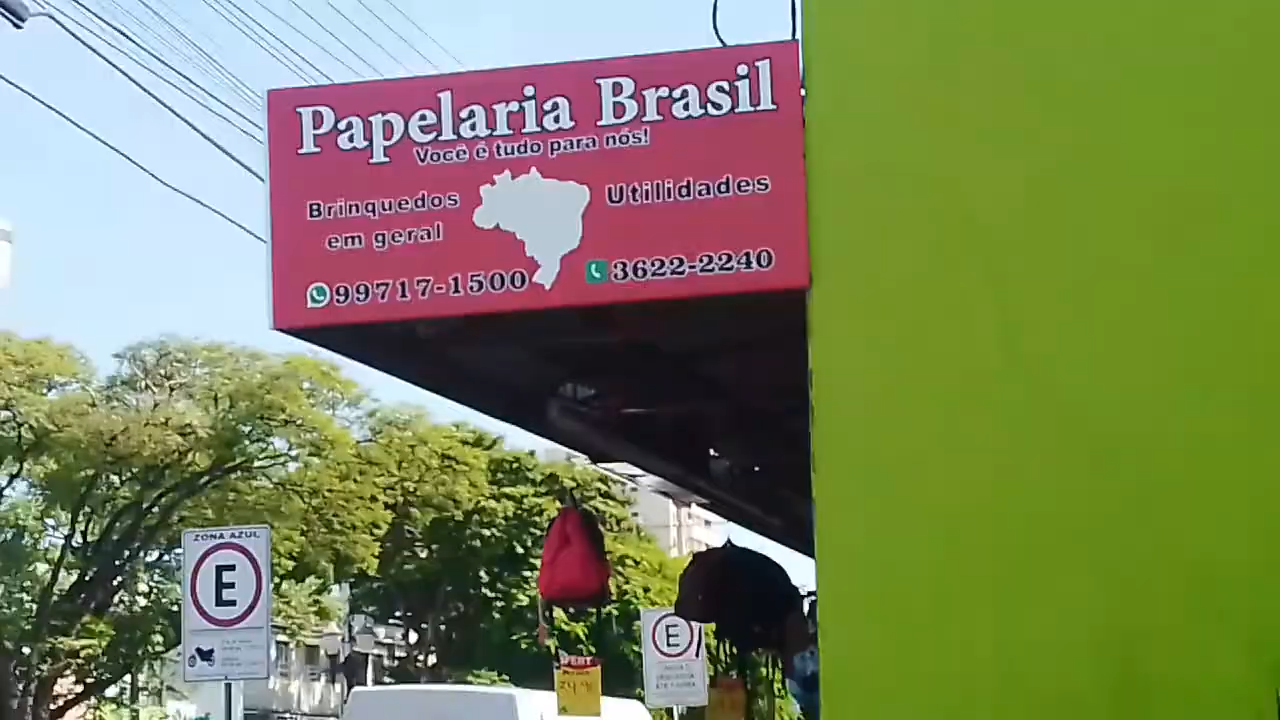 Papelaria Brasil
Você é tudo para nós!
Brinquedos
em geral
Utilidades
99717-1500
3622-2240
ZONA AZUL
E
E